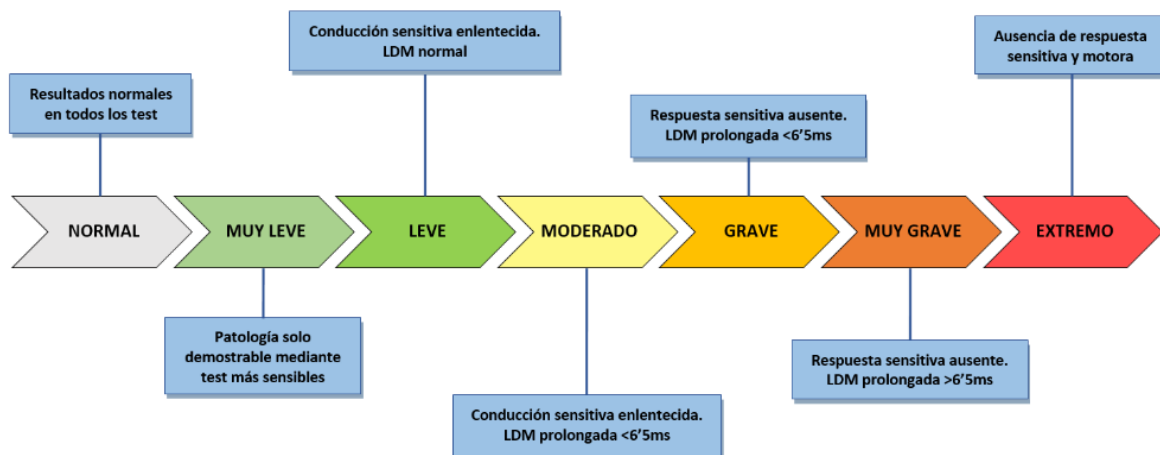 Conducción sensitiva enlentecida.
LDM normal
Ausencia de respuesta
sensitiva y motora
Resultados normales
en todos los test
Respuesta sensitiva ausente.
LDM prolongada <6'5ms
NORMAL
MUY LEVE
LEVE
MODERADO
GRAVE
MUY GRAVE
EXTREMO
Patología solo
demostrable mediante
test más sensibles
Respuesta sensitiva ausente.
LDM prolongada >6'5ms
Conducción sensitiva enlentecida.
LDM prolongada <6'5ms